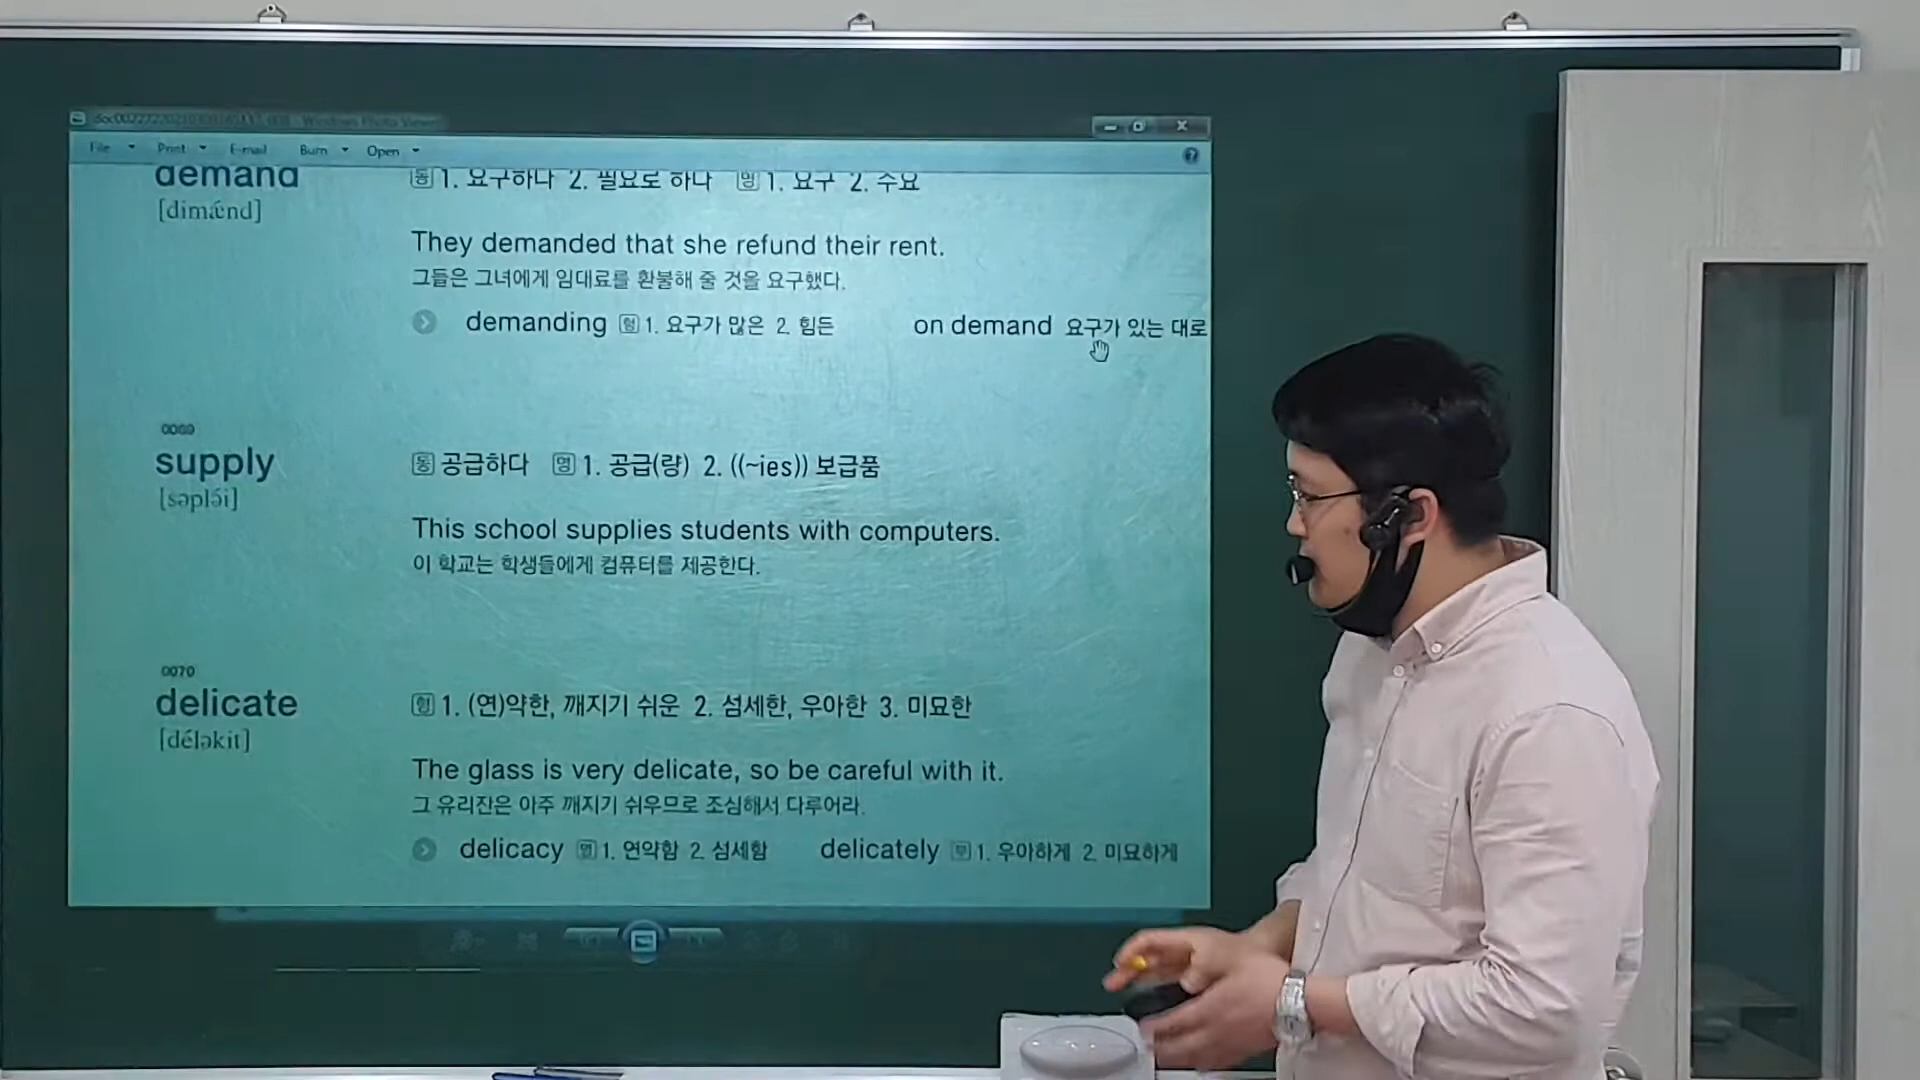 Windows Photo Viewer
File Print E-mail Burn Open
demand 동 1. 요구하다 2. 필요로 하다 명 1. 요구 2. 수요
[dimǽnd]
They demanded that she refund their rent.
그들은 그녀에게 임대료를 환불해 줄 것을 요구했다.
demanding 형 1. 요구가 많은 2. 힘든 on demand 요구가 있는 대로
0069
supply 동 공급하다 명 1. 공급(량) 2. ((~ies)) 보급품
[səplái]
This school supplies students with computers.
이 학교는 학생들에게 컴퓨터를 제공한다.
0070
delicate 형 1. (연)약한, 깨지기 쉬운 2. 섬세한, 우아한 3. 미묘한
[déləkit]
The glass is very delicate, so be careful with it.
그 유리잔은 아주 깨지기 쉬우므로 조심해서 다루어라.
delicacy 명 1. 연약함 2. 섬세함 delicately 부 1. 우아하게 2. 미묘하게